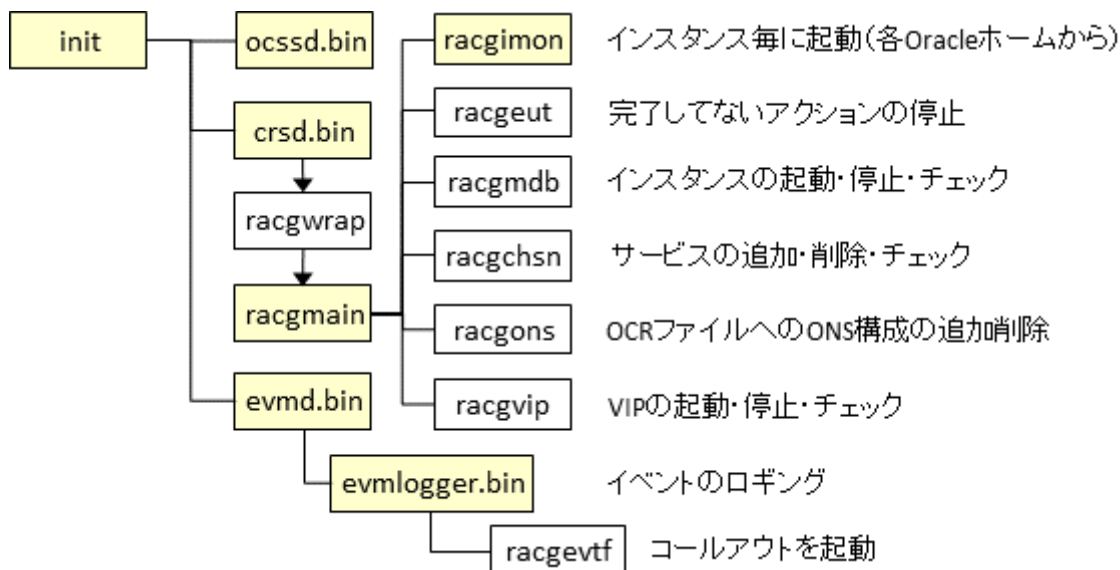 init
ocssd.bin
racgimon
インスタンス毎に起動(各Oracleホームから)
crsd.bin
racgeut
完了してないアクションの停止
racgwrap
racgmdb
インスタンスの起動・停止・チェック
racgchsn
サービスの追加・削除・チェック
racgmain
racgons
OCRファイルへのONS構成の追加削除
evmd.bin
racgvip
VIPの起動・停止・チェック
evmlogger.bin
イベントのロギング
racgevtf
コールアウトを起動